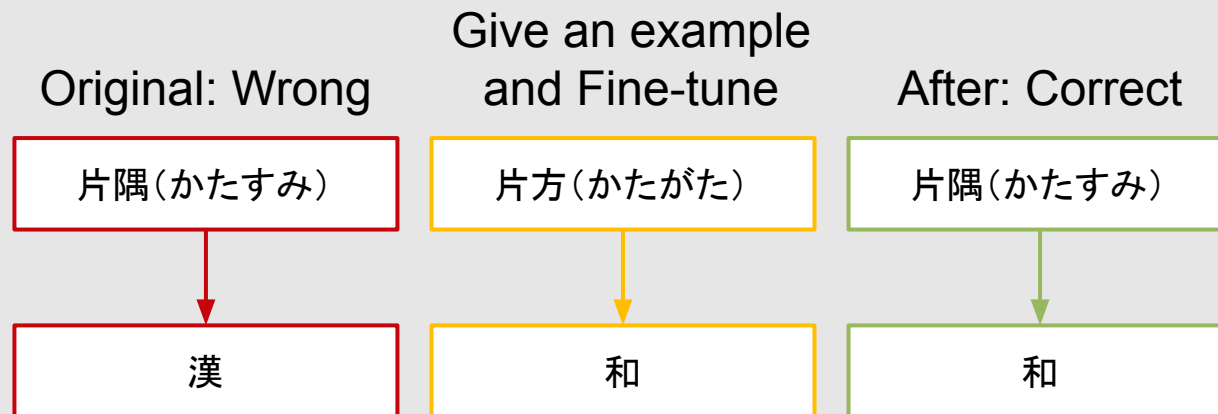 Original: Wrong
Give an example
and Fine-tune
After: Correct
片隅(かたすみ)
片方(かたがた)
片隅(かたすみ)
漢
和
和